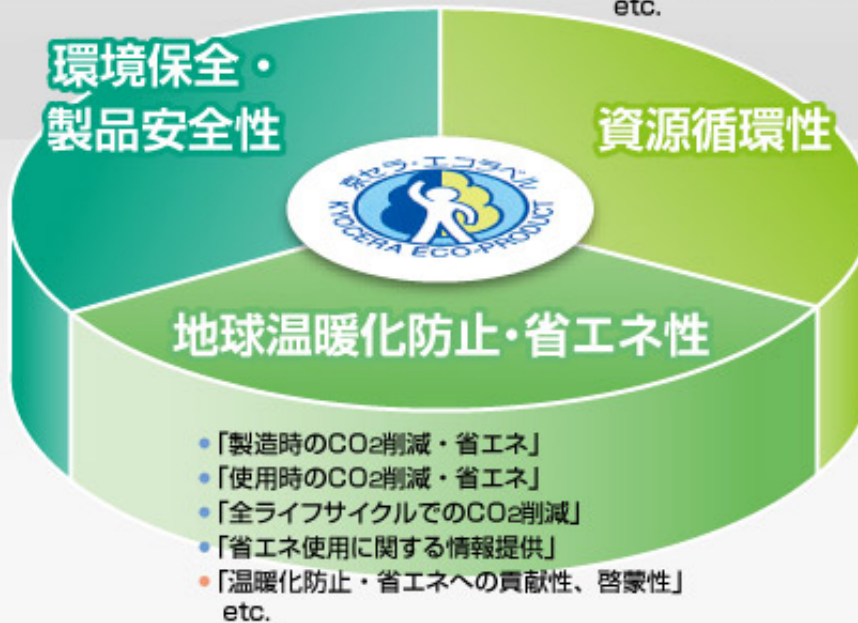 etc.
環境保全・
製品安全性
資源循環性
京セラ・エコラベル
KYOCERA ECO-PRODUCT
地球温暖化防止・省エネ性
•「製造時のCO2削減・省エネ」
•「使用時のCO2削減・省エネ」
•「全ライフサイクルでのCO2削減」
•「省エネ使用に関する情報提供」
•「温暖化防止・省エネへの貢献性、啓蒙性」
etc.